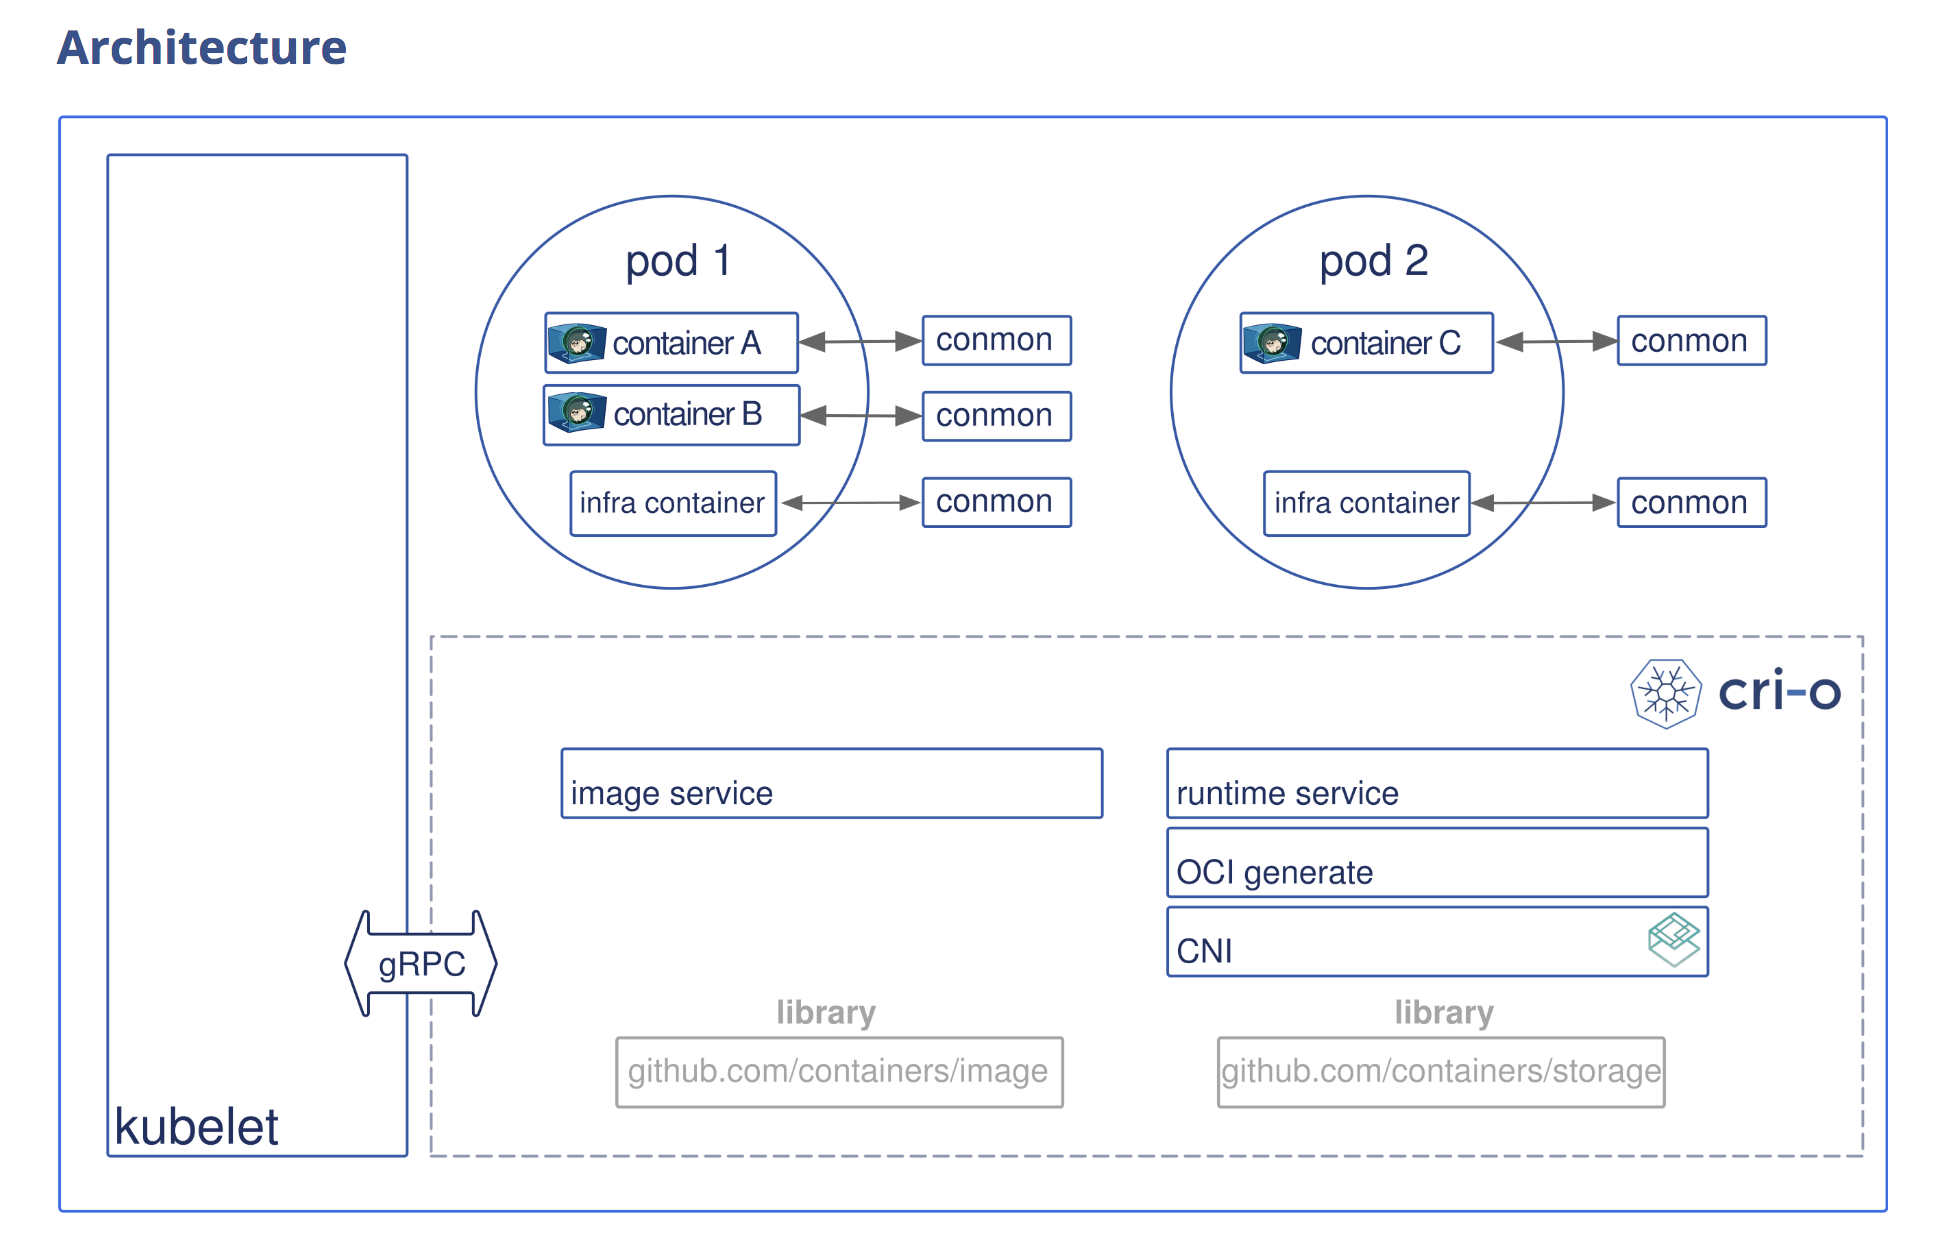 Architecture
pod 1
container A
conmon
container B
conmon
infra container
conmon
pod 2
container C
conmon
infra container
conmon
cri-o
image service
runtime service
OCI generate
CNI
gRPC
library
github.com/containers/image
library
github.com/containers/storage
kubelet